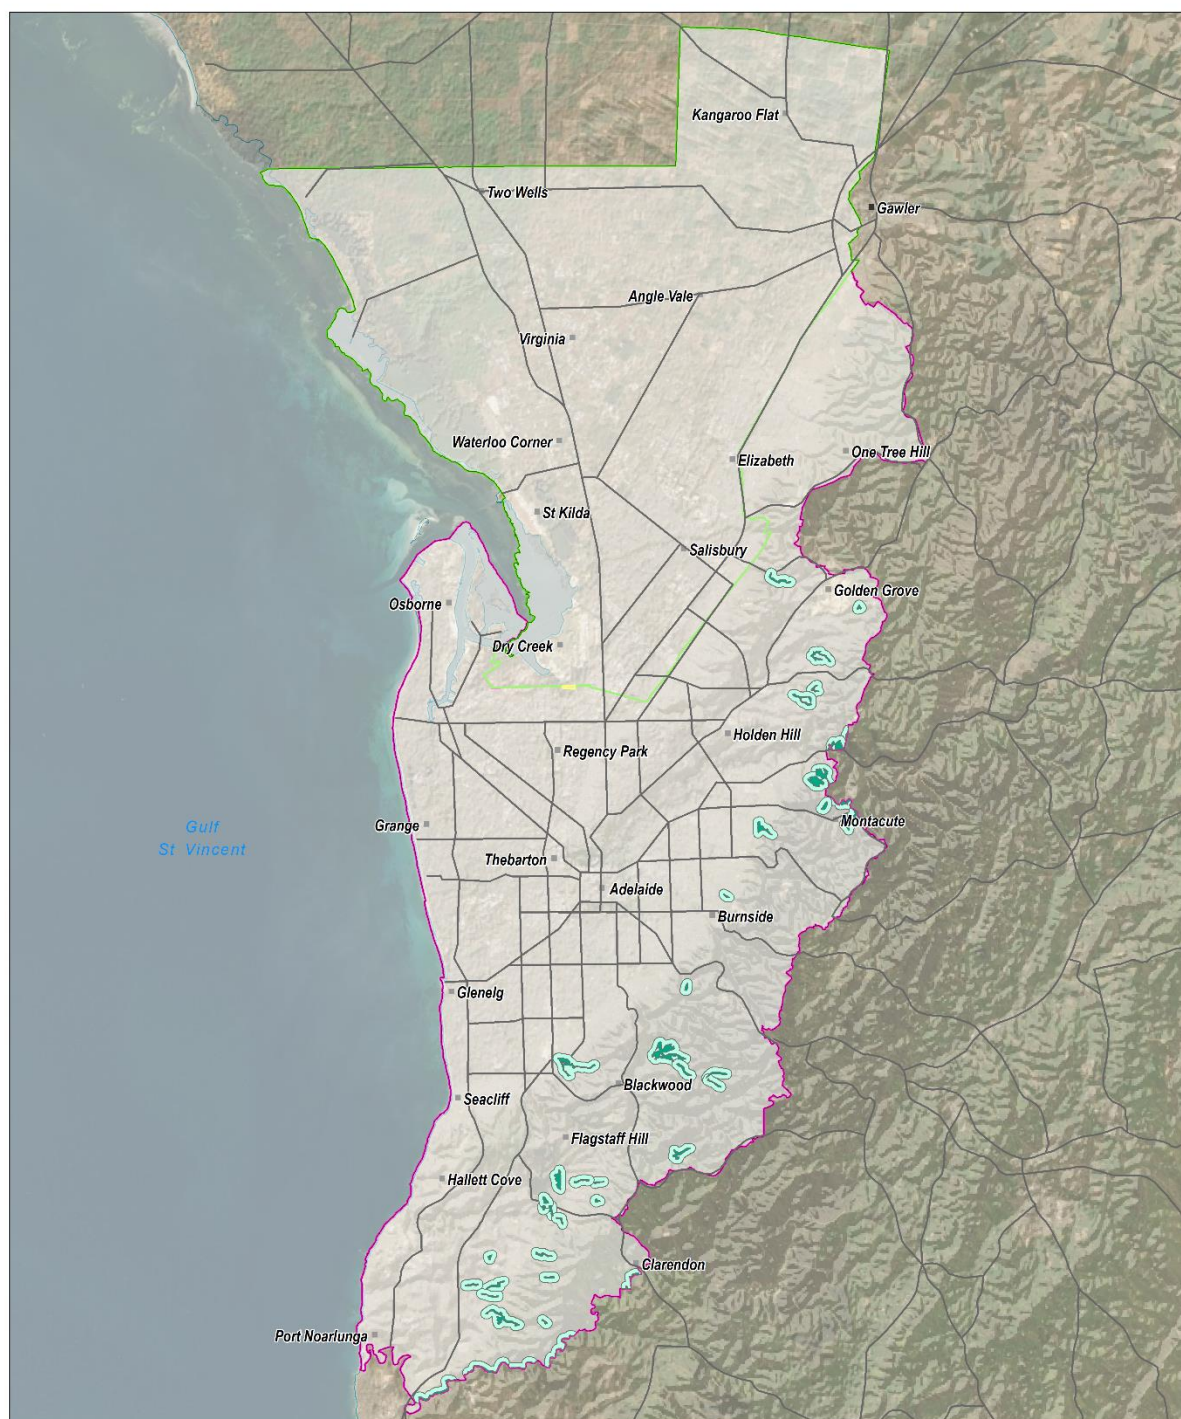 Kangaroo Flat
Two Wells
Gawler
Angle Vale
Virginia
Waterloo Corner
One Tree Hill
Elizabeth
St Kilda
Salisbury
Golden Grove
Osborne
Dry Creek
Holden Hill
Regency Park
Montacute
Grange
Gulf
St Vincent
Thebarton
Adelaide
Burnside
Glenelg
Blackwood
Seacliff
Flagstaff Hill
Hallett Cove
Clarendon
Port Noarlunga